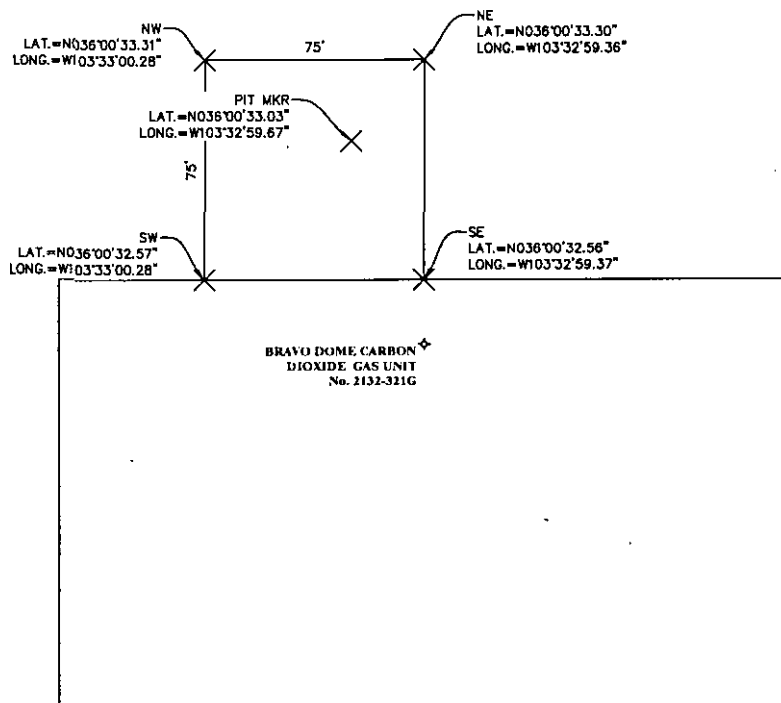 NW
LAT.=N036°00'33.31"
LONG.=W103°33'00.28"
75'
NE
LAT.=N036°00'33.30"
LONG.=W103°32'59.36"
PIT MKR
LAT.=N036°00'33.03"
LONG.=W103°32'59.67"
75'
SW
LAT.=N036°00'32.57"
LONG.=W103°33'00.28"
SE
LAT.=N036°00'32.56"
LONG.=W103°32'59.37"
BRAVO DOME CARBON
DIOXIDE GAS UNIT
No. 2132-321G